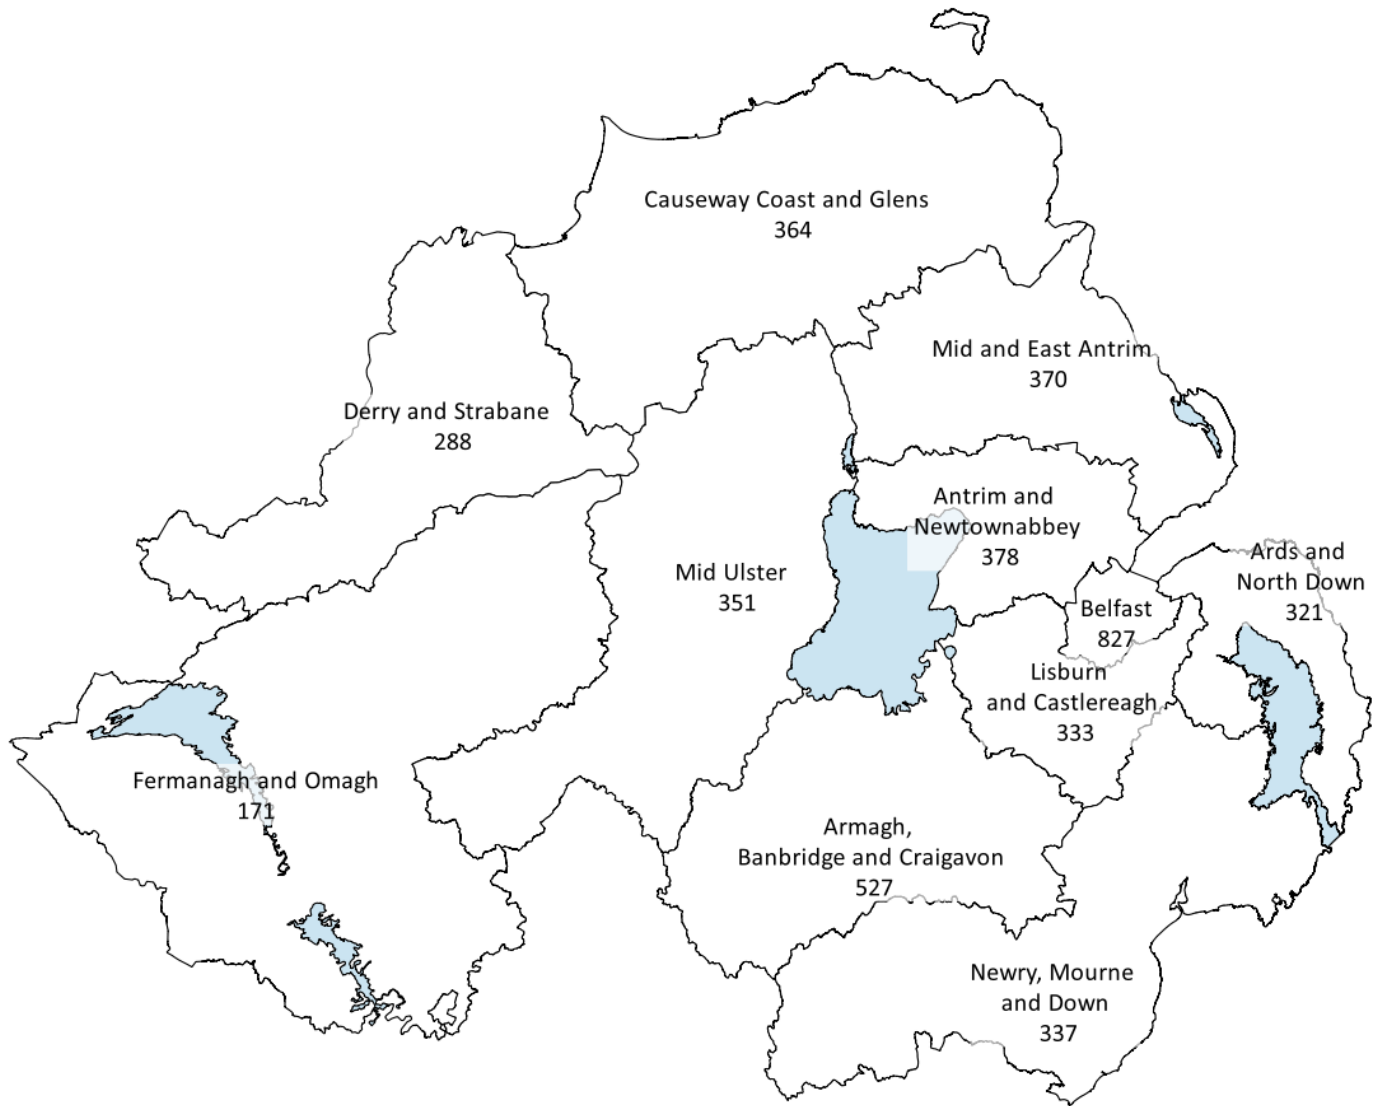 Causeway Coast and Glens
364
Mid and East Antrim
370
Derry and Strabane
288
Antrim and
Newtownabbey
378
Mid Ulster
351
Ards and
North Down
321
Belfast
827
Lisburn
and Castlereagh
333
Fermanagh and Omagh
171
Armagh,
Banbridge and Craigavon
527
Newry, Mourne
and Down
337